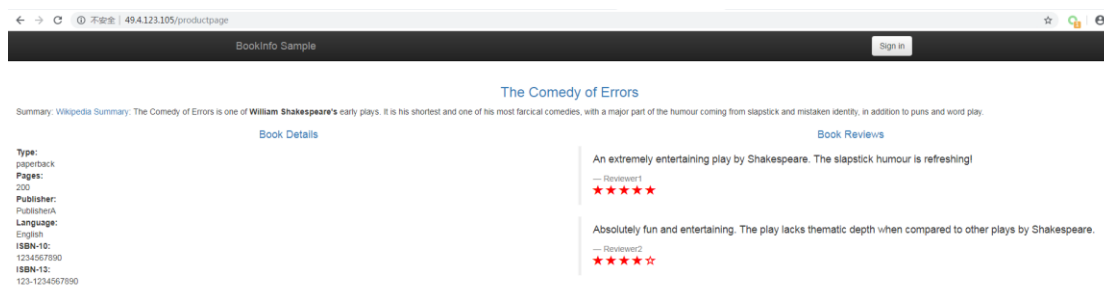 不安全 | 49.4.123.105/productpage
BookInfo Sample
Sign in
The Comedy of Errors
Summary: Wikipedia Summary: The Comedy of Errors is one of William Shakespeare's early plays. It is his shortest and one of his most farcical comedies, with a major part of the humour coming from slapstick and mistaken identity, in addition to puns and word play.
Book Details
Type:
paperback
Pages:
200
Publisher:
PublisherA
Language:
English
ISBN-10:
1234567890
ISBN-13:
123-1234567890
Book Reviews
An extremely entertaining play by Shakespeare. The slapstick humour is refreshing!
— Reviewer1
★★★★★
Absolutely fun and entertaining. The play lacks thematic depth when compared to other plays by Shakespeare.
— Reviewer2
★★★★☆